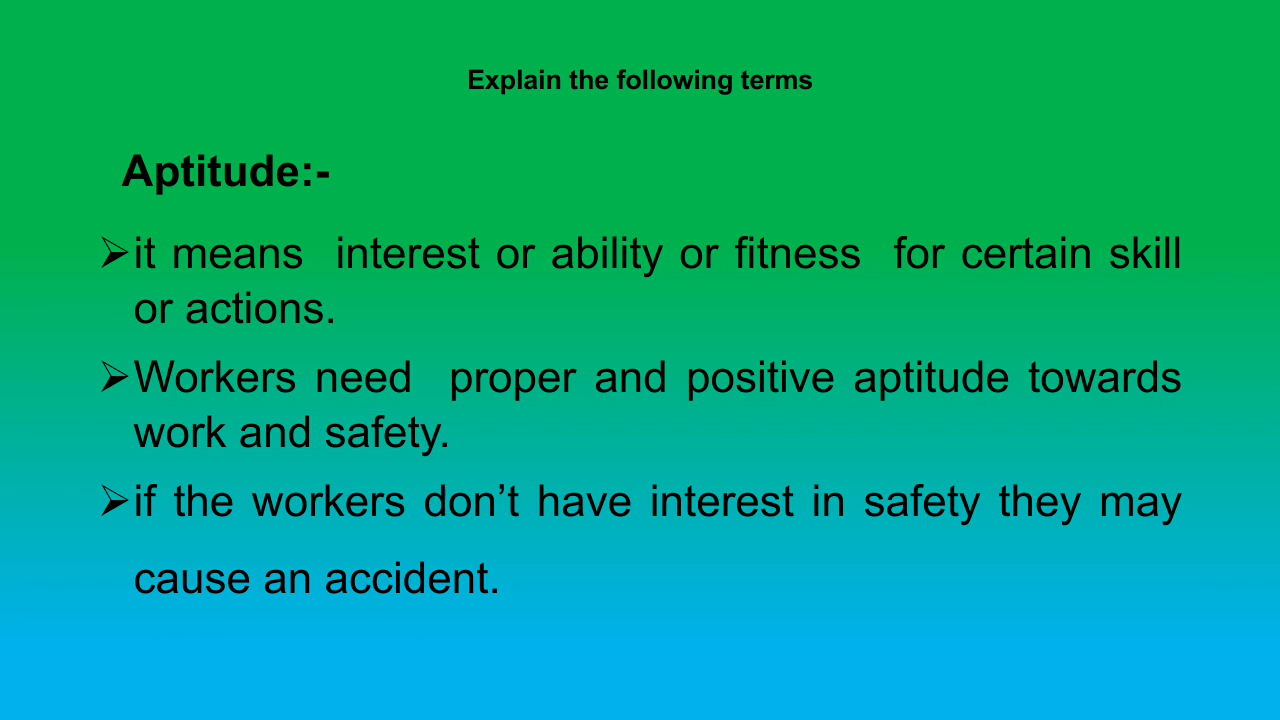 Explain the following terms
Aptitude:-
➢it means  interest or ability or fitness  for certain skill
or actions.
➢Workers need  proper and positive aptitude towards
work and safety.
➢if the workers don’t have interest in safety they may
cause an accident.